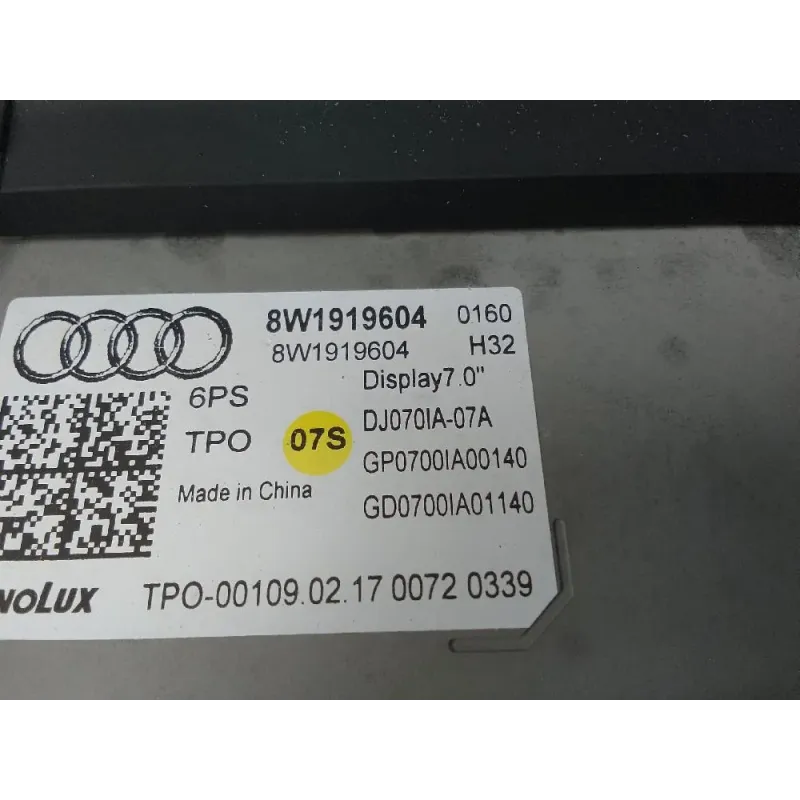 8W1919604 0160
8W1919604 H32
6PS Display7.0"
TPO 07S DJ070IA-07A
GP0700IA00140
Made in China GD0700IA01140
NOLUX TPO-00109.02.17 0072 0339